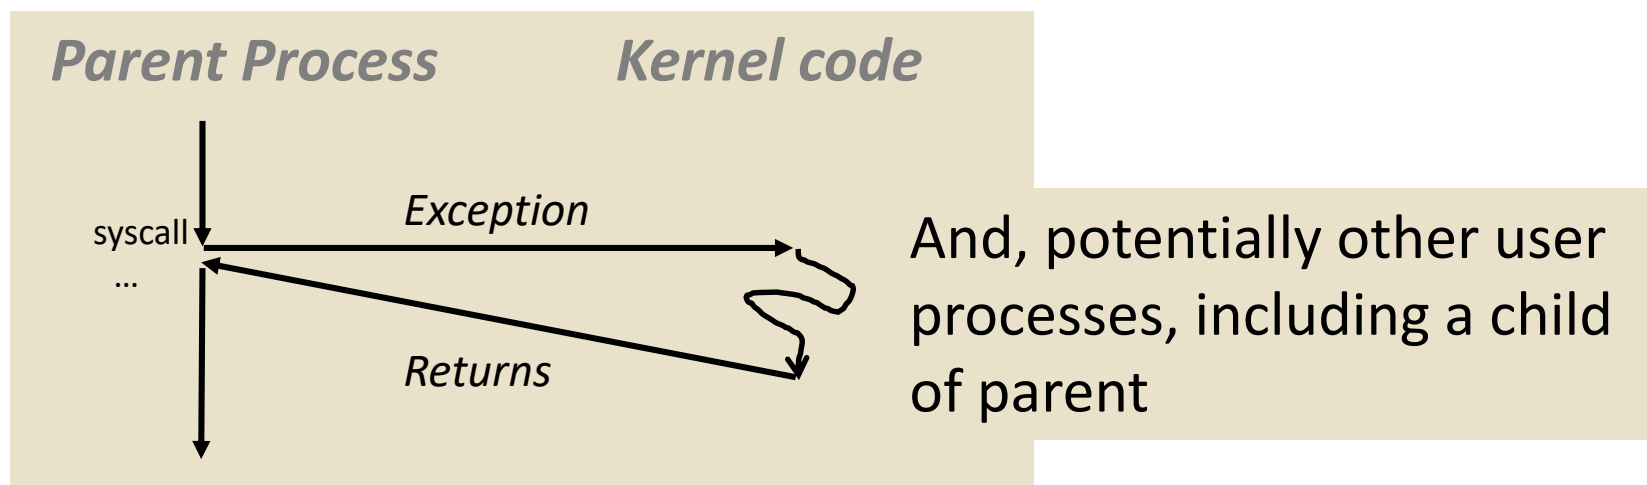 Parent Process
Kernel code
syscall
...
Exception
Returns
And, potentially other user
processes, including a child
of parent